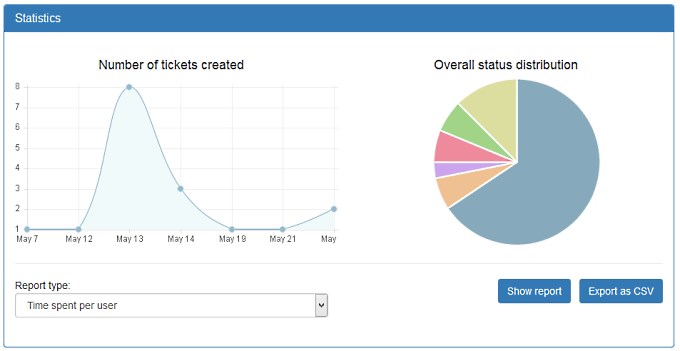 Statistics
Number of tickets created
Overall status distribution
8
7
6
5
4
3
2
1
May 7 May 12 May 13 May 14 May 19 May 21 May
Report type:
Time spent per user
Show report
Export as CSV